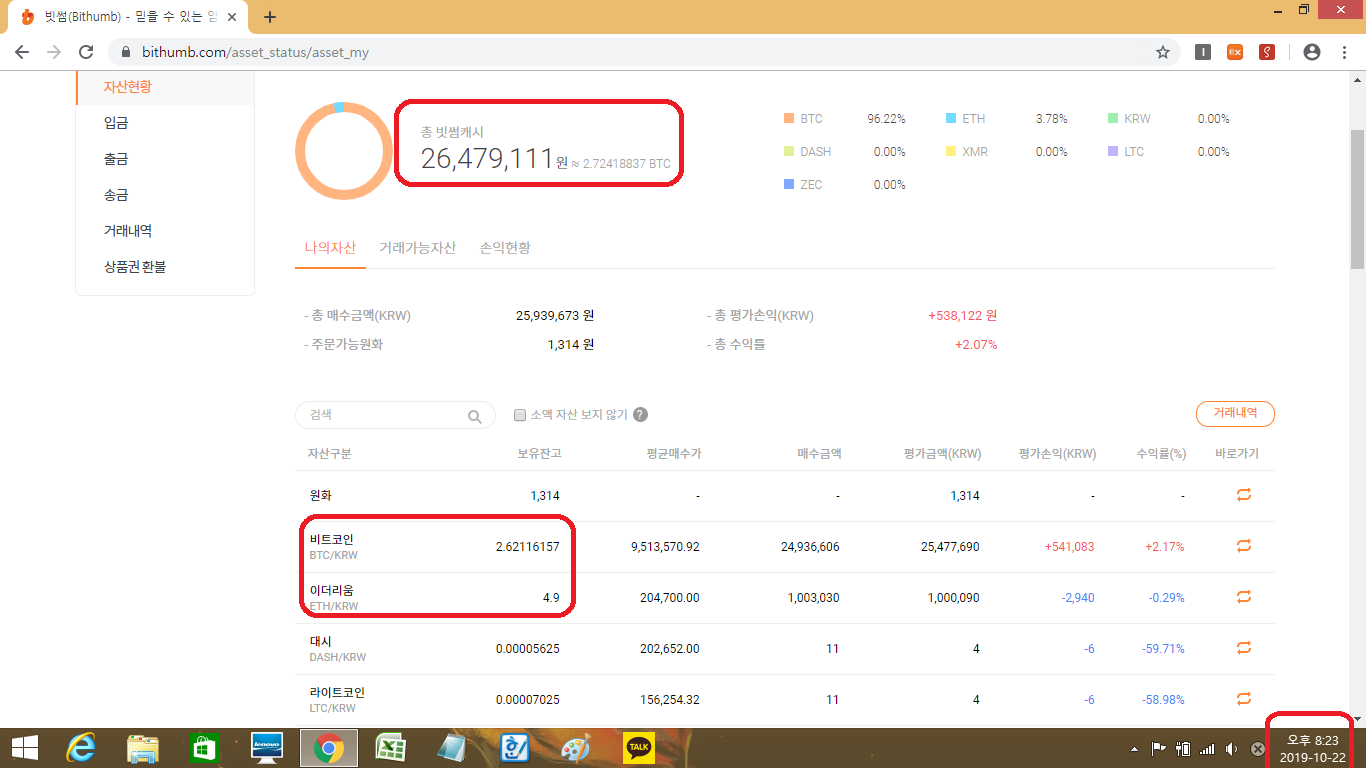 빗썸(Bithumb) - 믿을 수 있는 암
bithumb.com/asset_status/asset_my
자산현황
입금
출금
송금
거래내역
상품권 환불
총 빗썸캐시
26,479,111원 ≈ 2.72418837 BTC
BTC 96.22% ETH 3.78% KRW 0.00%
DASH 0.00% XMR 0.00% LTC 0.00%
ZEC 0.00%
나의자산 거래가능자산 손익현황
- 총 매수금액(KRW) 25,939,673 원 - 총 평가손익(KRW) +538,122 원
- 주문가능원화 1,314 원 - 총 수익률 +2.07%
검색 소액 자산 보지 않기 ? 거래내역
자산구분 보유잔고 평균매수가 매수금액 평가금액(KRW) 평가손익(KRW) 수익률(%) 바로가기
원화 1,314 - - 1,314 - -
비트코인
BTC/KRW 2.62116157 9,513,570.92 24,936,606 25,477,690 +541,083 +2.17%
이더리움
ETH/KRW 4.9 204,700.00 1,003,030 1,000,090 -2,940 -0.29%
대시
DASH/KRW 0.00005625 202,652.00 11 4 -6 -59.71%
라이트코인
LTC/KRW 0.00007025 156,254.32 11 4 -6 -58.98%
lenovo
TALK
오후 8:23
2019-10-22